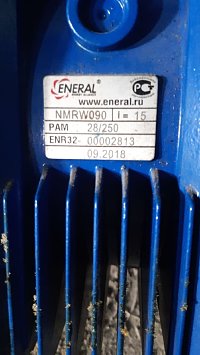 ENERAL®
www.eneral.ru
NMRW090 i = 15
PAM 28/250
ENR32- 00002813
09.2018